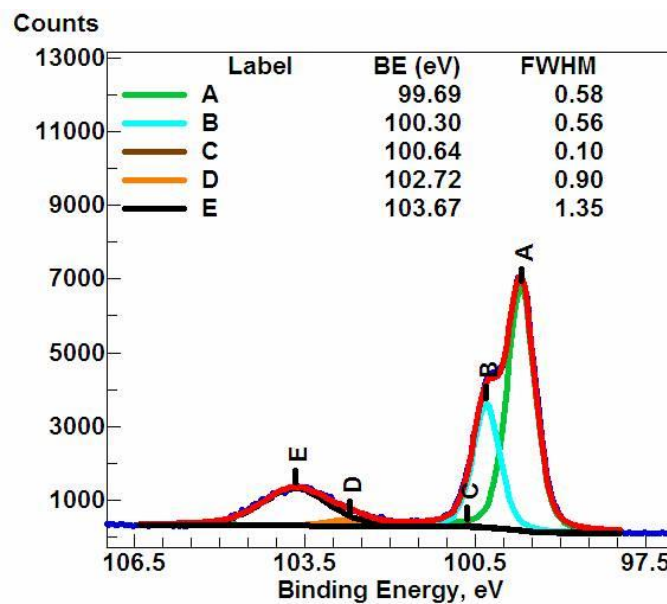 Counts
13000
Label BE (eV) FWHM
A 99.69 0.58
11000
B 100.30 0.56
C 100.64 0.10
D 102.72 0.90
9000
E 103.67 1.35
A
7000
5000
B
3000
E
D
C
1000
106.5 103.5 100.5 97.5
Binding Energy, eV